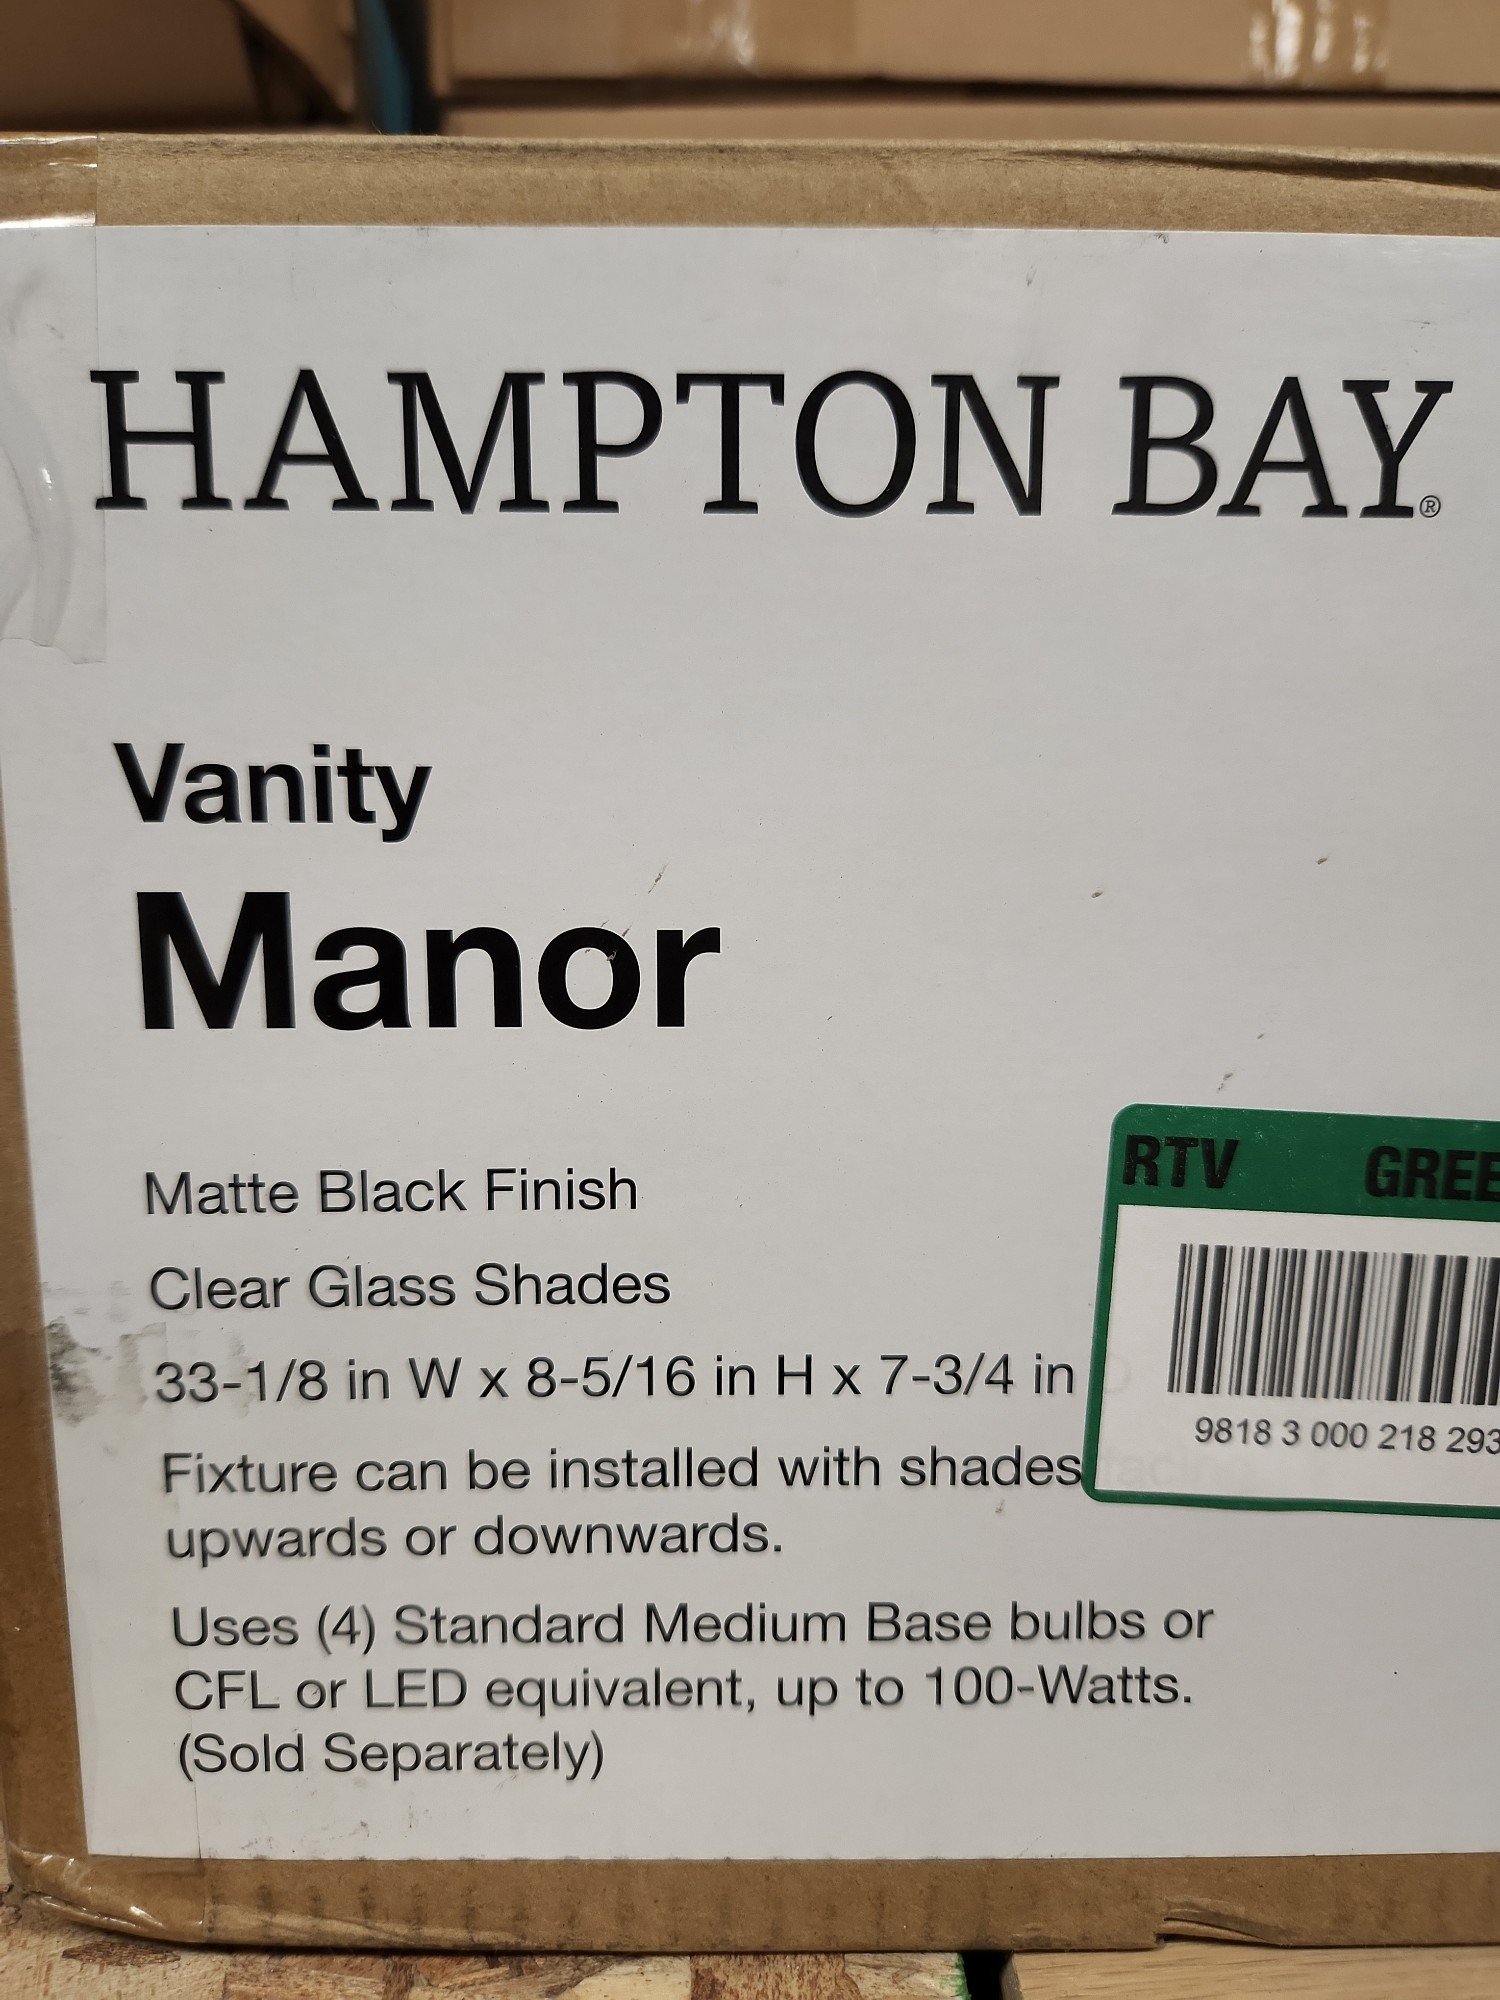 HAMPTON BAY®
Vanity
Manor
Matte Black Finish
Clear Glass Shades
33-1/8 in W x 8-5/16 in H x 7-3/4 in
Fixture can be installed with shades
upwards or downwards.
Uses (4) Standard Medium Base bulbs or
CFL or LED equivalent, up to 100-Watts.
(Sold Separately)
RTV GREE
9818 3 000 218 293